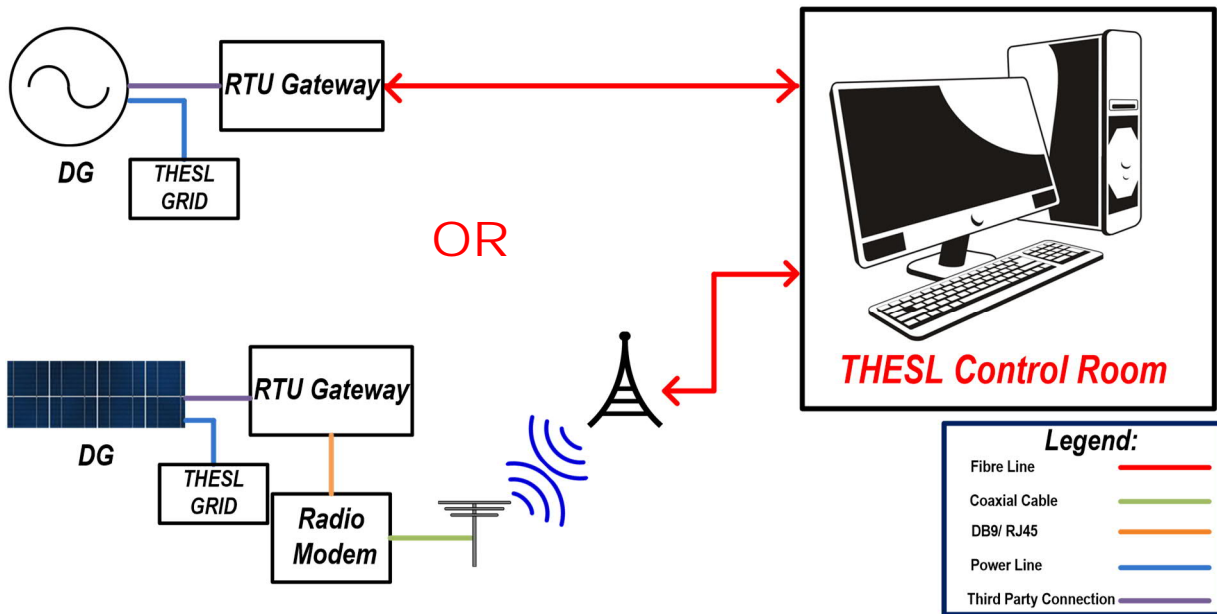 RTU Gateway
DG
THESL
GRID
OR
THESL Control Room
RTU Gateway
DG
THESL
GRID
Radio
Modem
Legend:
Fibre Line
Coaxial Cable
DB9/ RJ45
Power Line
Third Party Connection